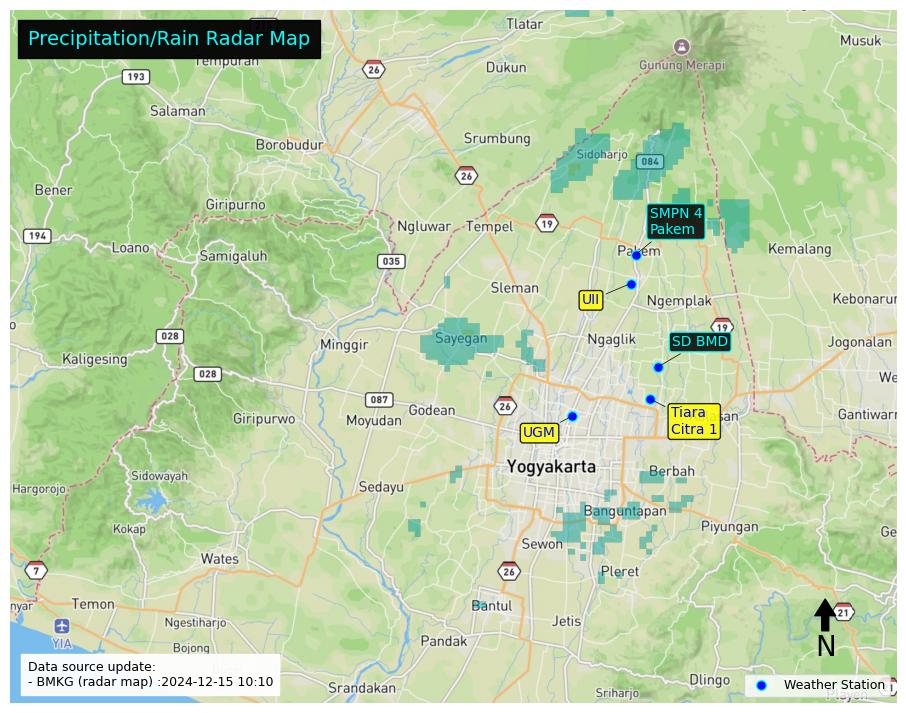 Precipitation/Rain Radar Map
Tlatar
Musuk
Tempuran
26
Gunung Merapi
193
Dukun
Salaman
Srumbung
Borobudur
Sidoharjo
084
26
Bener
Giripurno
SMPN 4
Pakem
Ngluwar
Tempel
19
194
Loano
Samigaluh
035
Pakem
Kemalang
Sleman
UII
Ngemplak
Kebonarun
028
Minggir
Sayegan
Ngaglik
19
SD BMD
Jogonalan
Kaligesing
028
087
Godean
26
Giripurwo
Moyudan
UGM
Tiara
Citra 1
Gantiwarn
Yogyakarta
Berbah
Sidowayah
Hargorojo
Sedayu
Banguntapan
Kokap
Piyungan
Sewon
Wates
7
26
Pleret
Temon
Bantul
21
YIA
Ngestiharjo
Jetis
Bojong
Pandak
N
Data source update:
- BMKG (radar map) :2024-12-15 10:10
Dlingo
Srandakan
Sriharjo
Weather Station
Playen